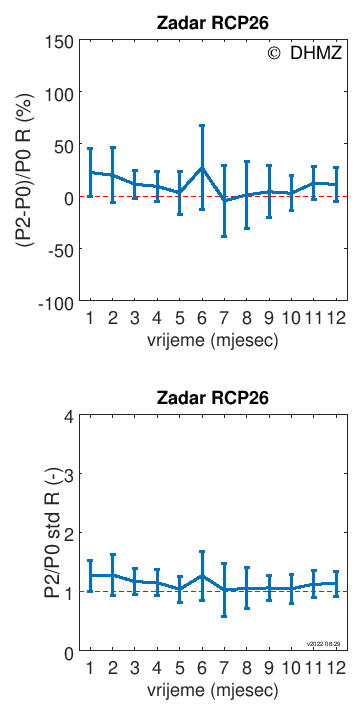 Zadar RCP26
© DHMZ
(P2-P0)/P0 R (%)
150
100
50
0
-50
-100
1 2 3 4 5 6 7 8 9 10 11 12
vrijeme (mjesec)
Zadar RCP26
P2/P0 std R (-)
4
3
2
1
0
v2022-08-29
1 2 3 4 5 6 7 8 9 10 11 12
vrijeme (mjesec)